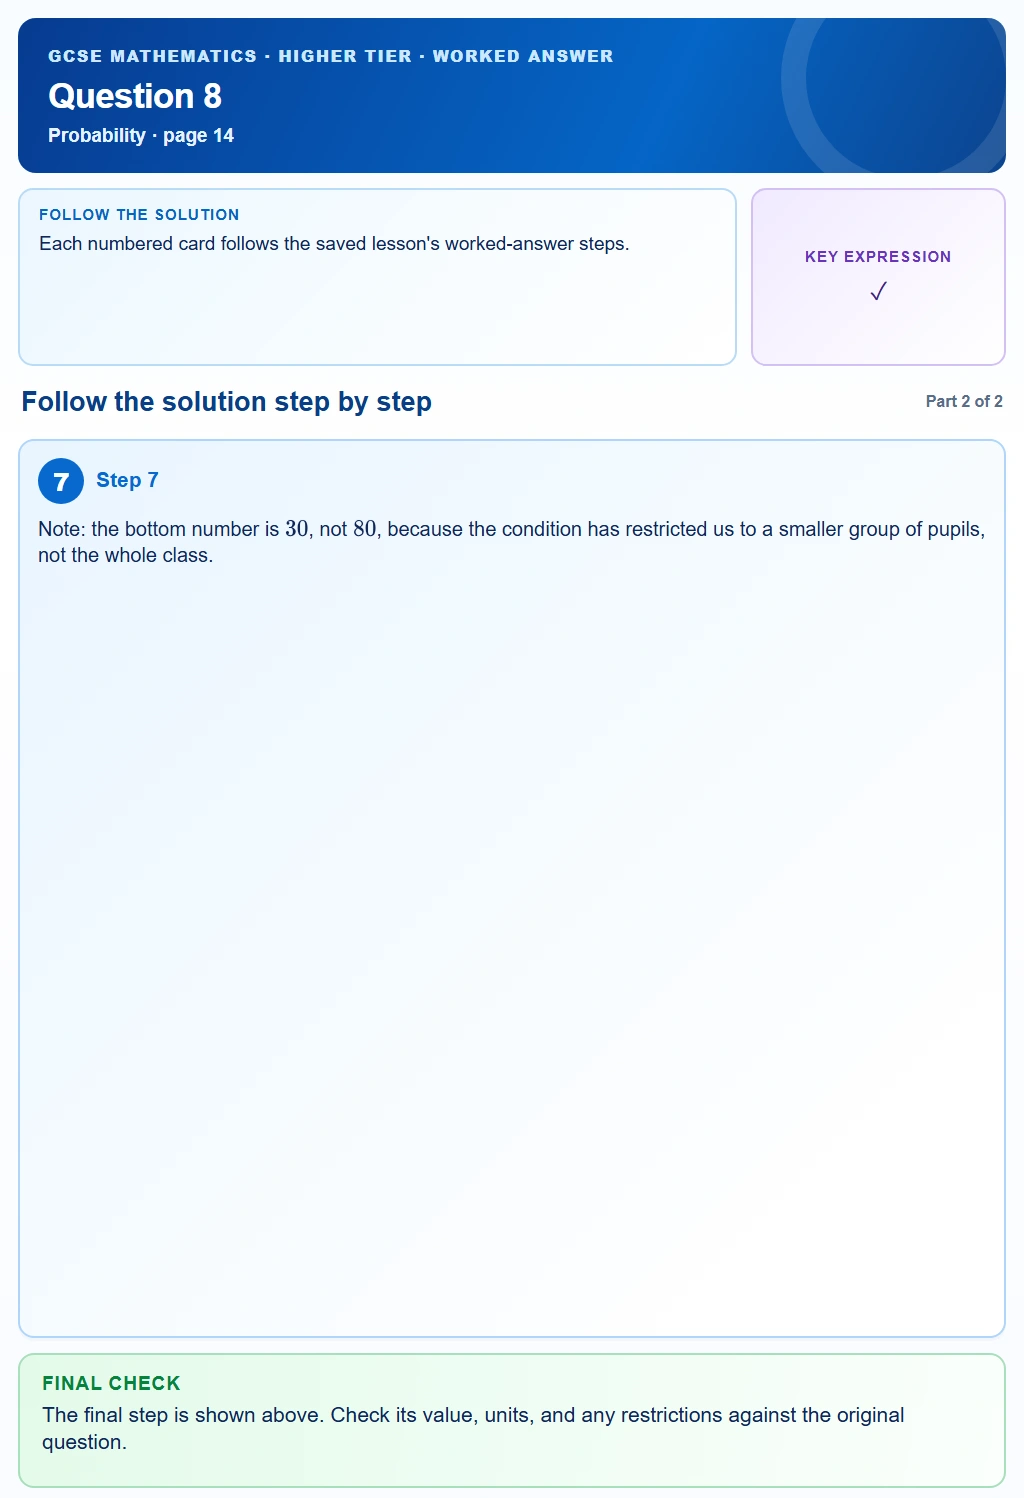 GCSE MATHEMATICS · HIGHER TIER · WORKED ANSWER
Question 8
Probability · page 14
FOLLOW THE SOLUTION
Each numbered card follows the saved lesson's worked-answer steps.
KEY EXPRESSION
✓
Follow the solution step by step
Part 2 of 2
7 Step 7
Note: the bottom number is 30, not 80, because the condition has restricted us to a smaller group of pupils,
not the whole class.
FINAL CHECK
The final step is shown above. Check its value, units, and any restrictions against the original
question.